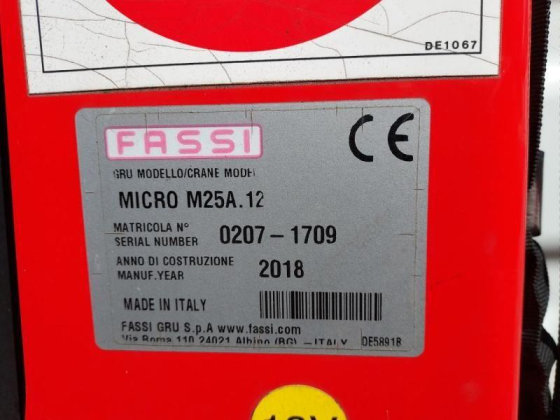 DE1067
FASSI
CE
GRU MODELLO/CRANE MODEL
MICRO M25A.12
MATRICOLA N°
SERIAL NUMBER 0207-1709
ANNO DI COSTRUZIONE
MANUF.YEAR 2018
MADE IN ITALY
FASSI GRU S.p.A www.fassi.com
Via Roma 110 24021 Albino (BG) - ITALY DE5891B
12V